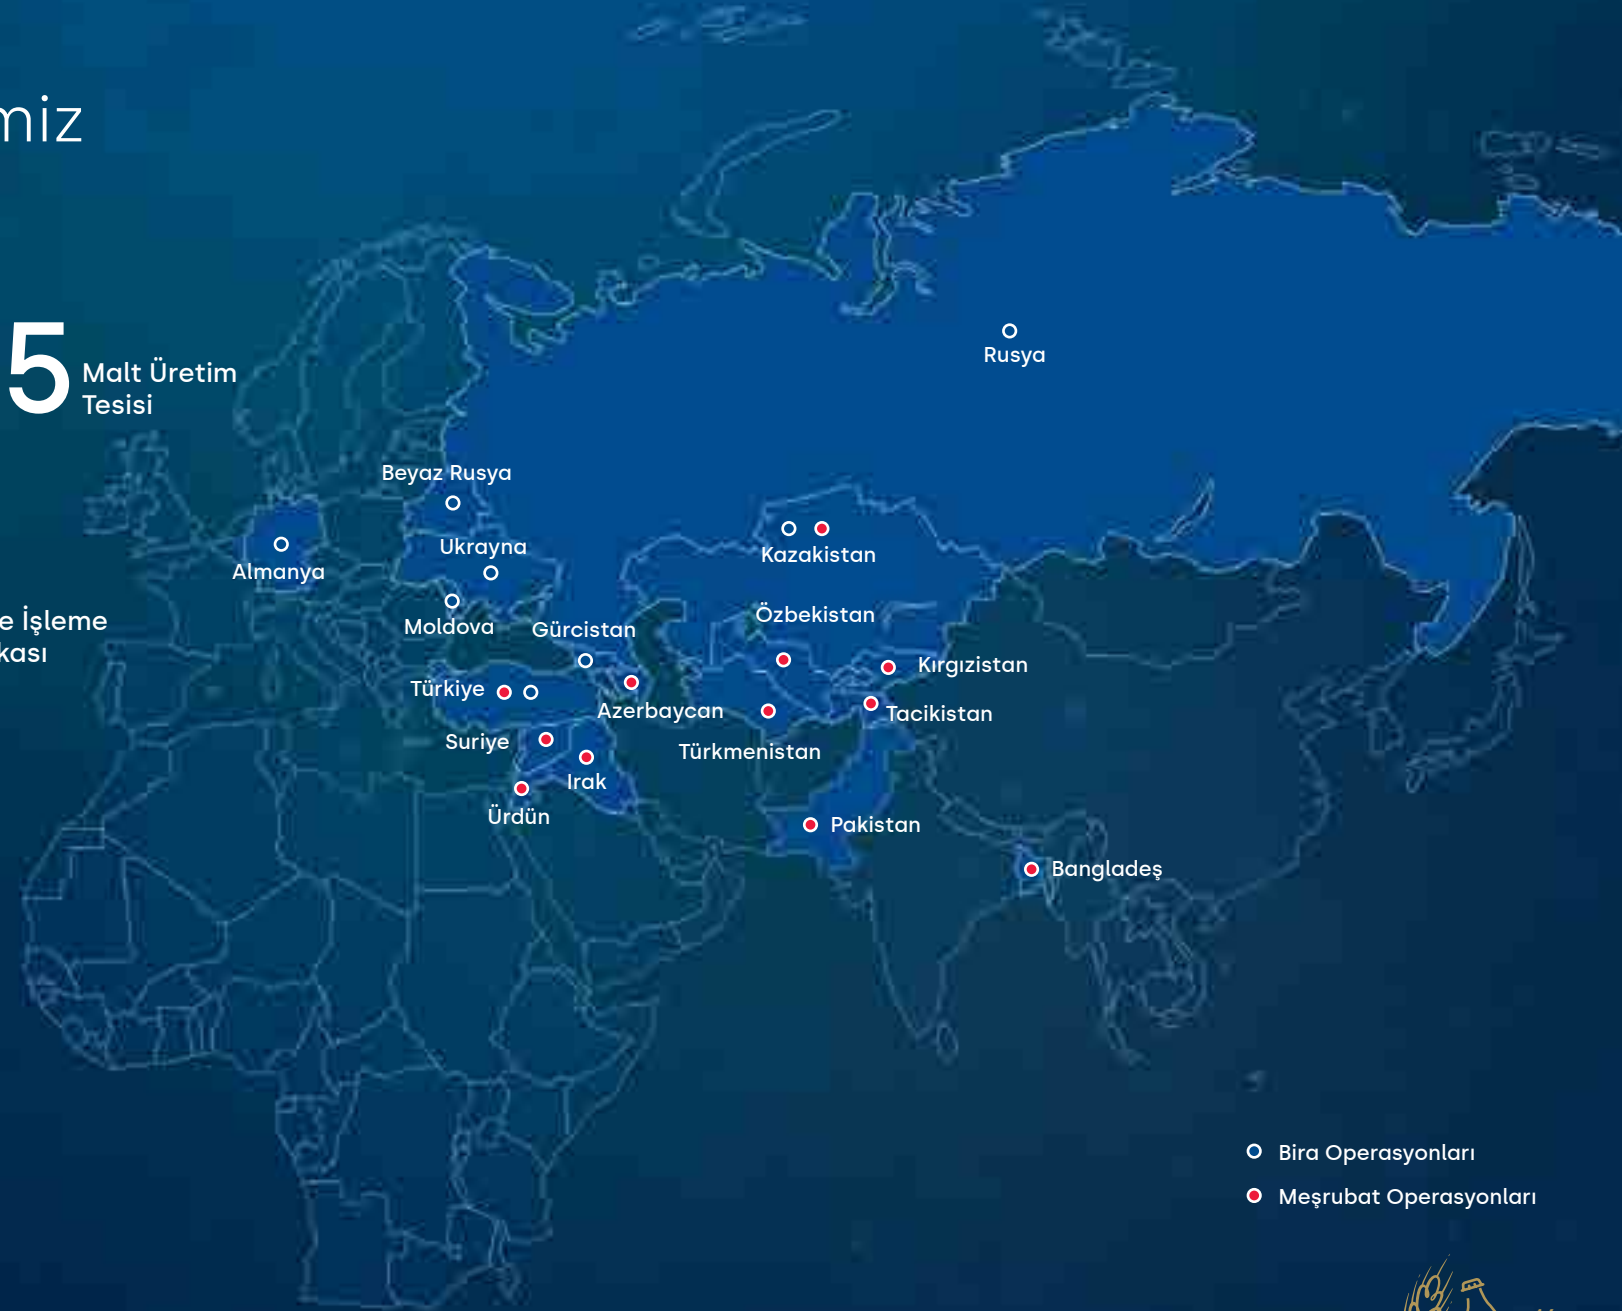 miz
5
Malt Üretim
Tesisi
e İşleme
kası
Rusya
Beyaz Rusya
Almanya
Ukrayna
Kazakistan
Moldova
Gürcistan
Özbekistan
Türkiye
Azerbaycan
Kırgızistan
Tacikistan
Suriye
Irak
Türkmenistan
Ürdün
Pakistan
Bangladeş
Bira Operasyonları
Meşrubat Operasyonları